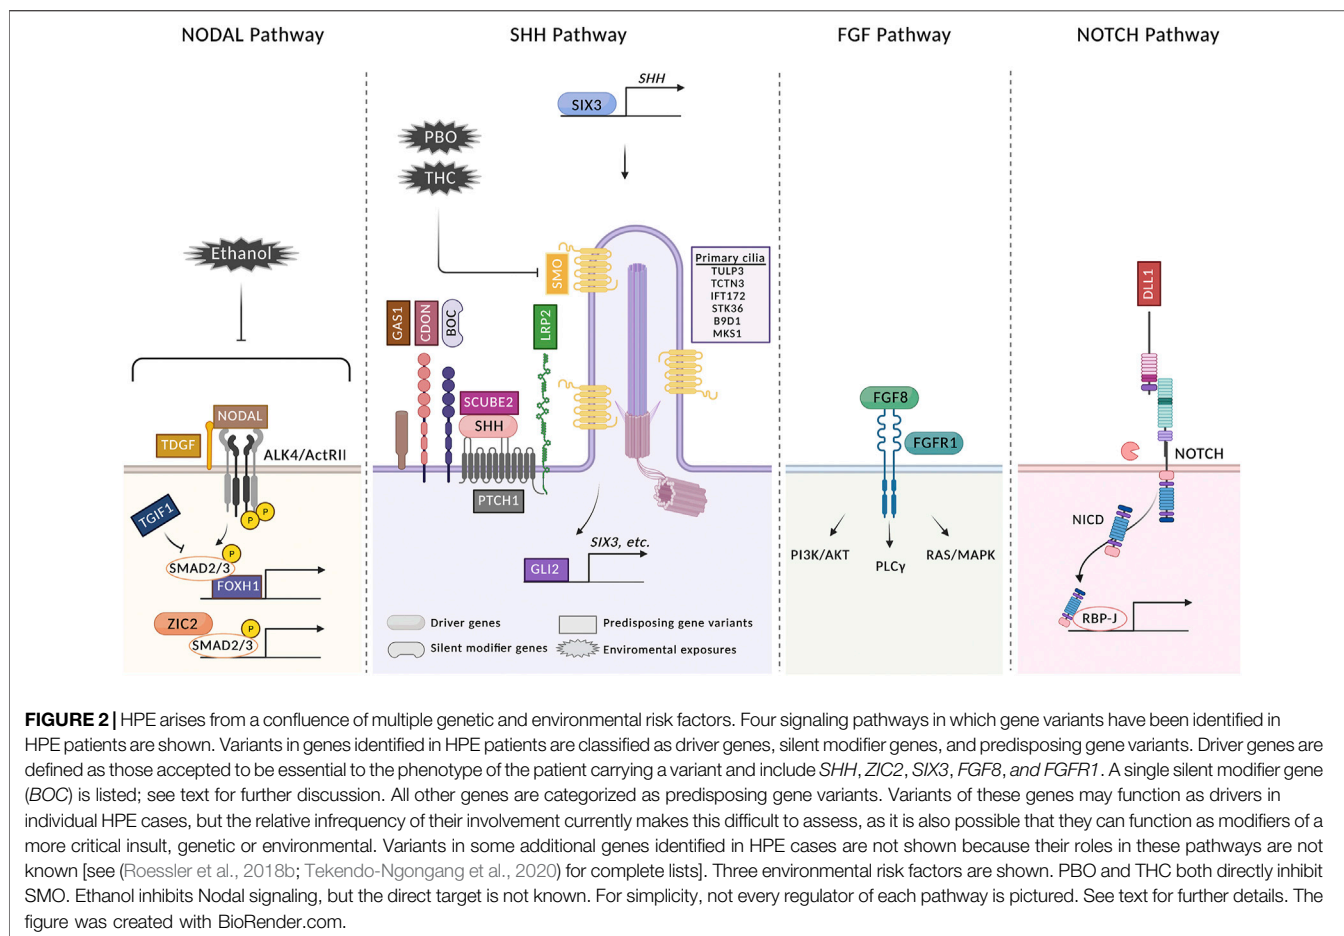 NODAL Pathway
SHH Pathway
FGF Pathway
NOTCH Pathway
Ethanol
NODAL
TDGF
ALK4/ActRII
P
P
TGIF1
P
SMAD2/3
FOXH1
ZIC2
P
SMAD2/3
SHH
SIX3
PBO
THC
SMO
Primary cilia
TULP3
TCTN3
IFT172
STK36
B9D1
MKS1
GAS1
CDON
BOC
LRP2
SCUBE2
SHH
PTCH1
SIX3, etc.
GLI2
Driver genes
Predisposing gene variants
Silent modifier genes
Enviromental exposures
FGF8
FGFR1
PI3K/AKT
PLCγ
RAS/MAPK
DLL1
NOTCH
NICD
RBP-J
FIGURE 2 | HPE arises from a confluence of multiple genetic and environmental risk factors. Four signaling pathways in which gene variants have been identified in
HPE patients are shown. Variants in genes identified in HPE patients are classified as driver genes, silent modifier genes, and predisposing gene variants. Driver genes are
defined as those accepted to be essential to the phenotype of the patient carrying a variant and include SHH, ZIC2, SIX3, FGF8, and FGFR1. A single silent modifier gene
(BOC) is listed; see text for further discussion. All other genes are categorized as predisposing gene variants. Variants of these genes may function as drivers in
individual HPE cases, but the relative infrequency of their involvement currently makes this difficult to assess, as it is also possible that they can function as modifiers of a
more critical insult, genetic or environmental. Variants in some additional genes identified in HPE cases are not shown because their roles in these pathways are not
known [see (Roessler et al., 2018b; Tekendo-Ngongang et al., 2020) for complete lists]. Three environmental risk factors are shown. PBO and THC both directly inhibit
SMO. Ethanol inhibits Nodal signaling, but the direct target is not known. For simplicity, not every regulator of each pathway is pictured. See text for further details. The
figure was created with BioRender.com.